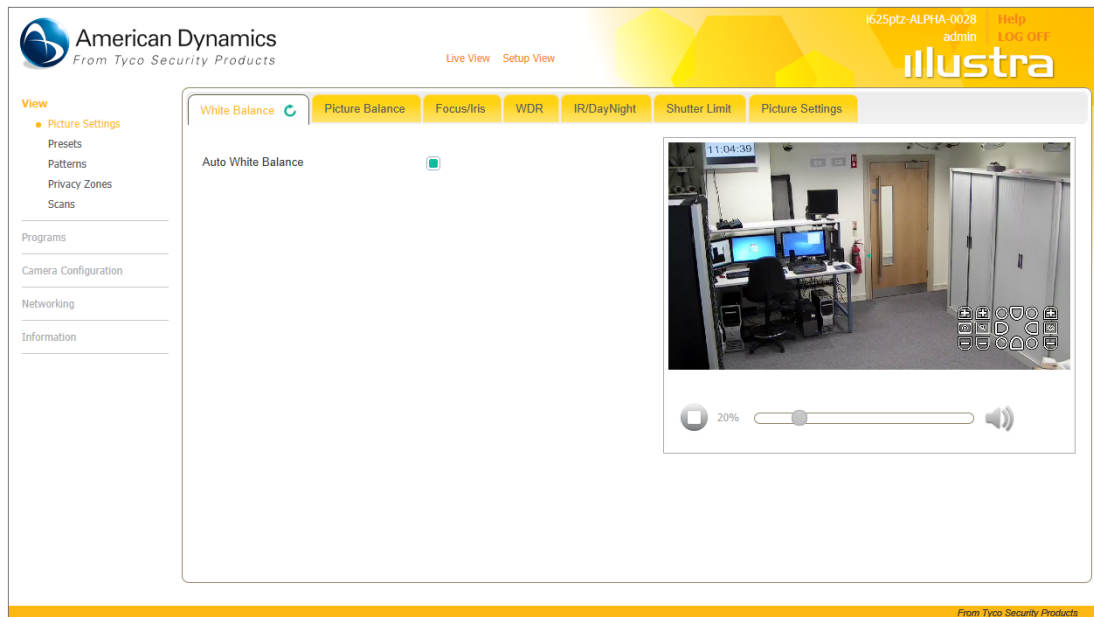 American Dynamics
From Tyco Security Products
Live View Setup View
i625ptz-ALPHA-0028 Help
admin LOG OFF
illustra
View
Picture Settings
Presets
Patterns
Privacy Zones
Scans
Programs
Camera Configuration
Networking
Information
White Balance Picture Balance Focus/Iris WDR IR/DayNight Shutter Limit Picture Settings
Auto White Balance
11:04:39
20%
From Tyco Security Products